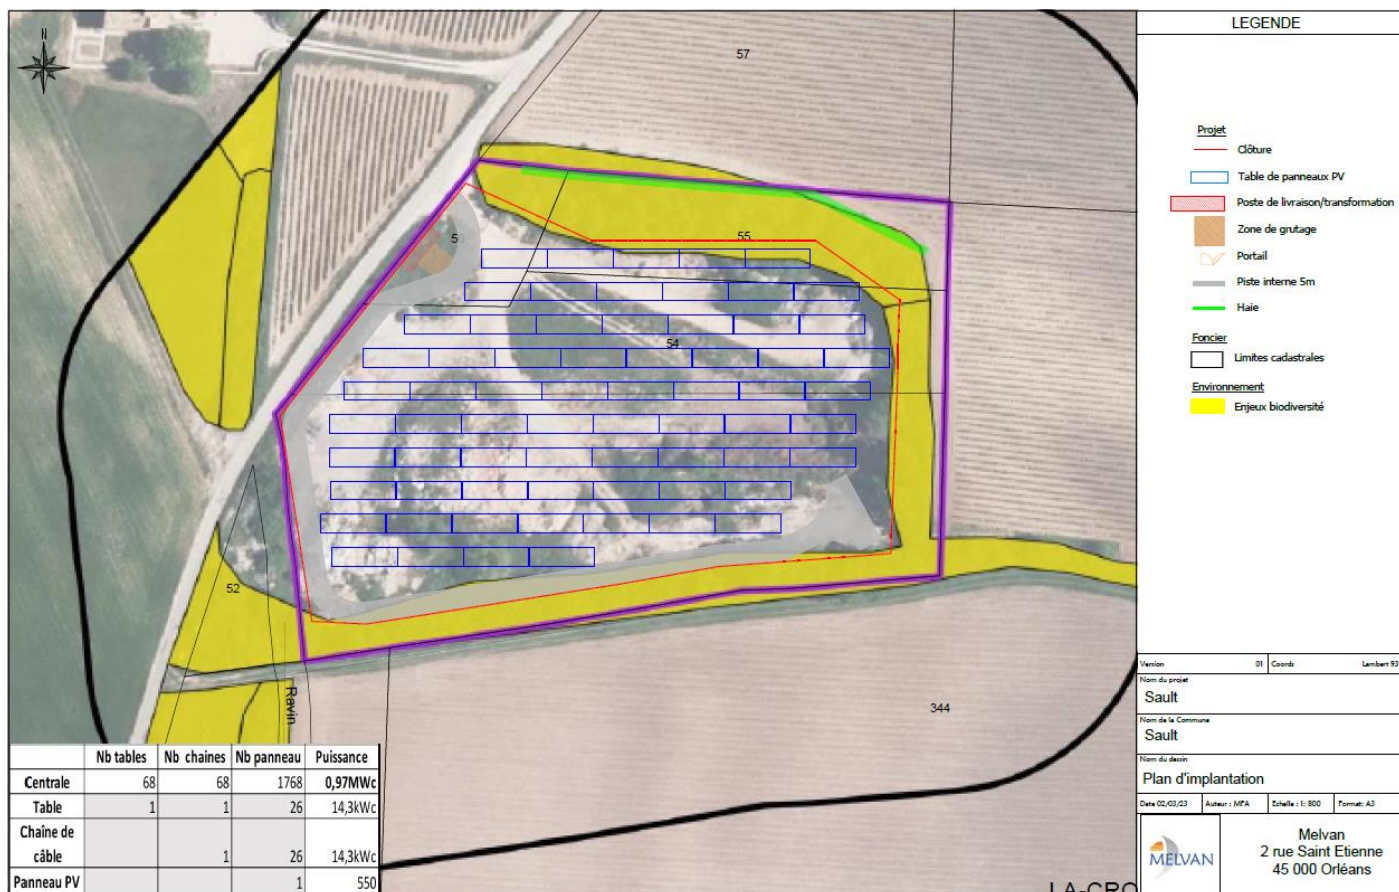 N
57
5
55
54
52
Ravin
344
LA-CRO
Nb tables Nb chaines Nb panneau Puissance
Centrale 68 68 1768 0,97MWc
Table 1 1 26 14,3kWc
Chaîne de
câble 1 26 14,3kWc
Panneau PV 1 550
LEGENDE
Projet
Clôture
Table de panneaux PV
Poste de livraison/transformation
Zone de grutage
Portail
Piste interne 5m
Haie
Foncier
Limites cadastrales
Environnement
Enjeux biodiversité
Version 01 Coords Lambert 93
Nom du projet
Sault
Nom de la Commune
Sault
Nom du dessin
Plan d'implantation
Date 02/03/23 Auteur : MFA Echelle : 1: 800 Format: A3
MELVAN
Melvan
2 rue Saint Etienne
45 000 Orléans